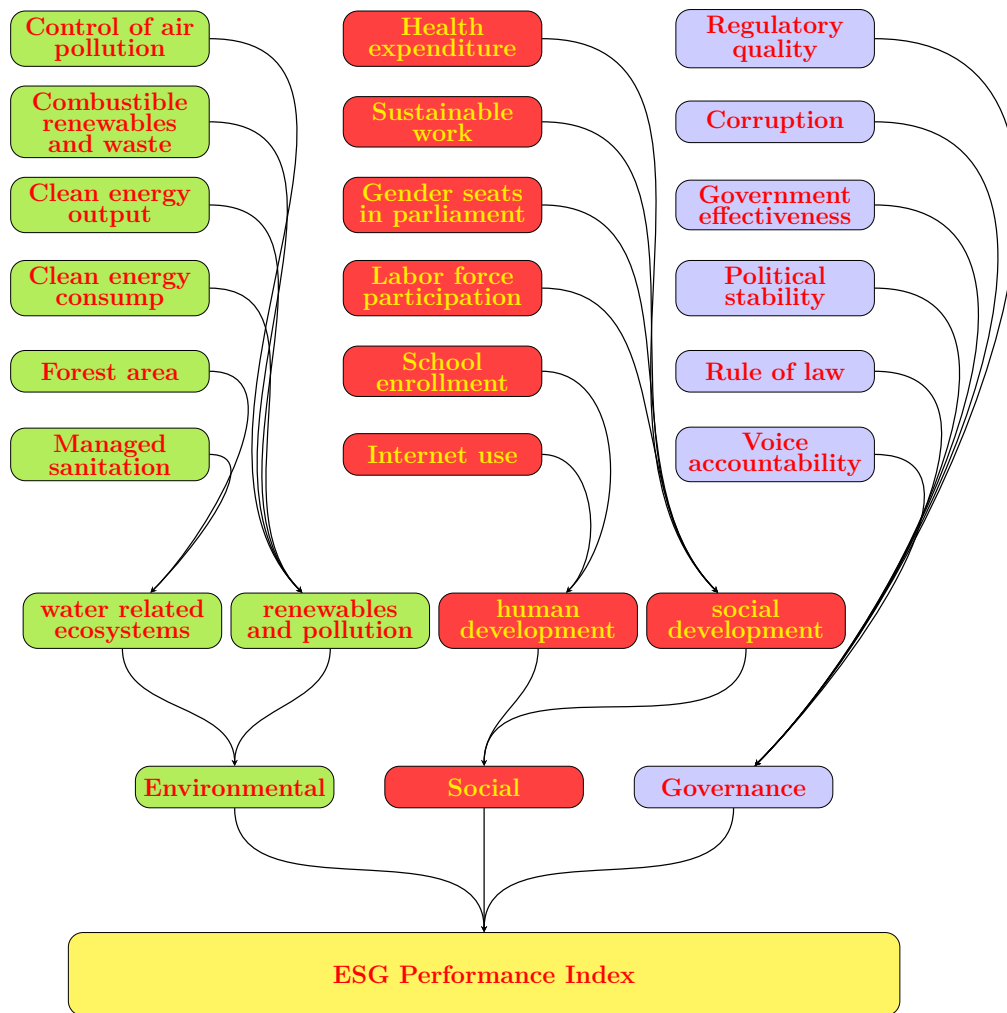 Control of air
pollution
Combustible
renewables
and waste
Clean energy
output
Clean energy
consump
Forest area
Managed
sanitation
Health
expenditure
Sustainable
work
Gender seats
in parliament
Labor force
participation
School
enrollment
Internet use
Regulatory
quality
Corruption
Government
effectiveness
Political
stability
Rule of law
Voice
accountability
water related
ecosystems
renewables
and pollution
human
development
social
development
Environmental
Social
Governance
ESG Performance Index